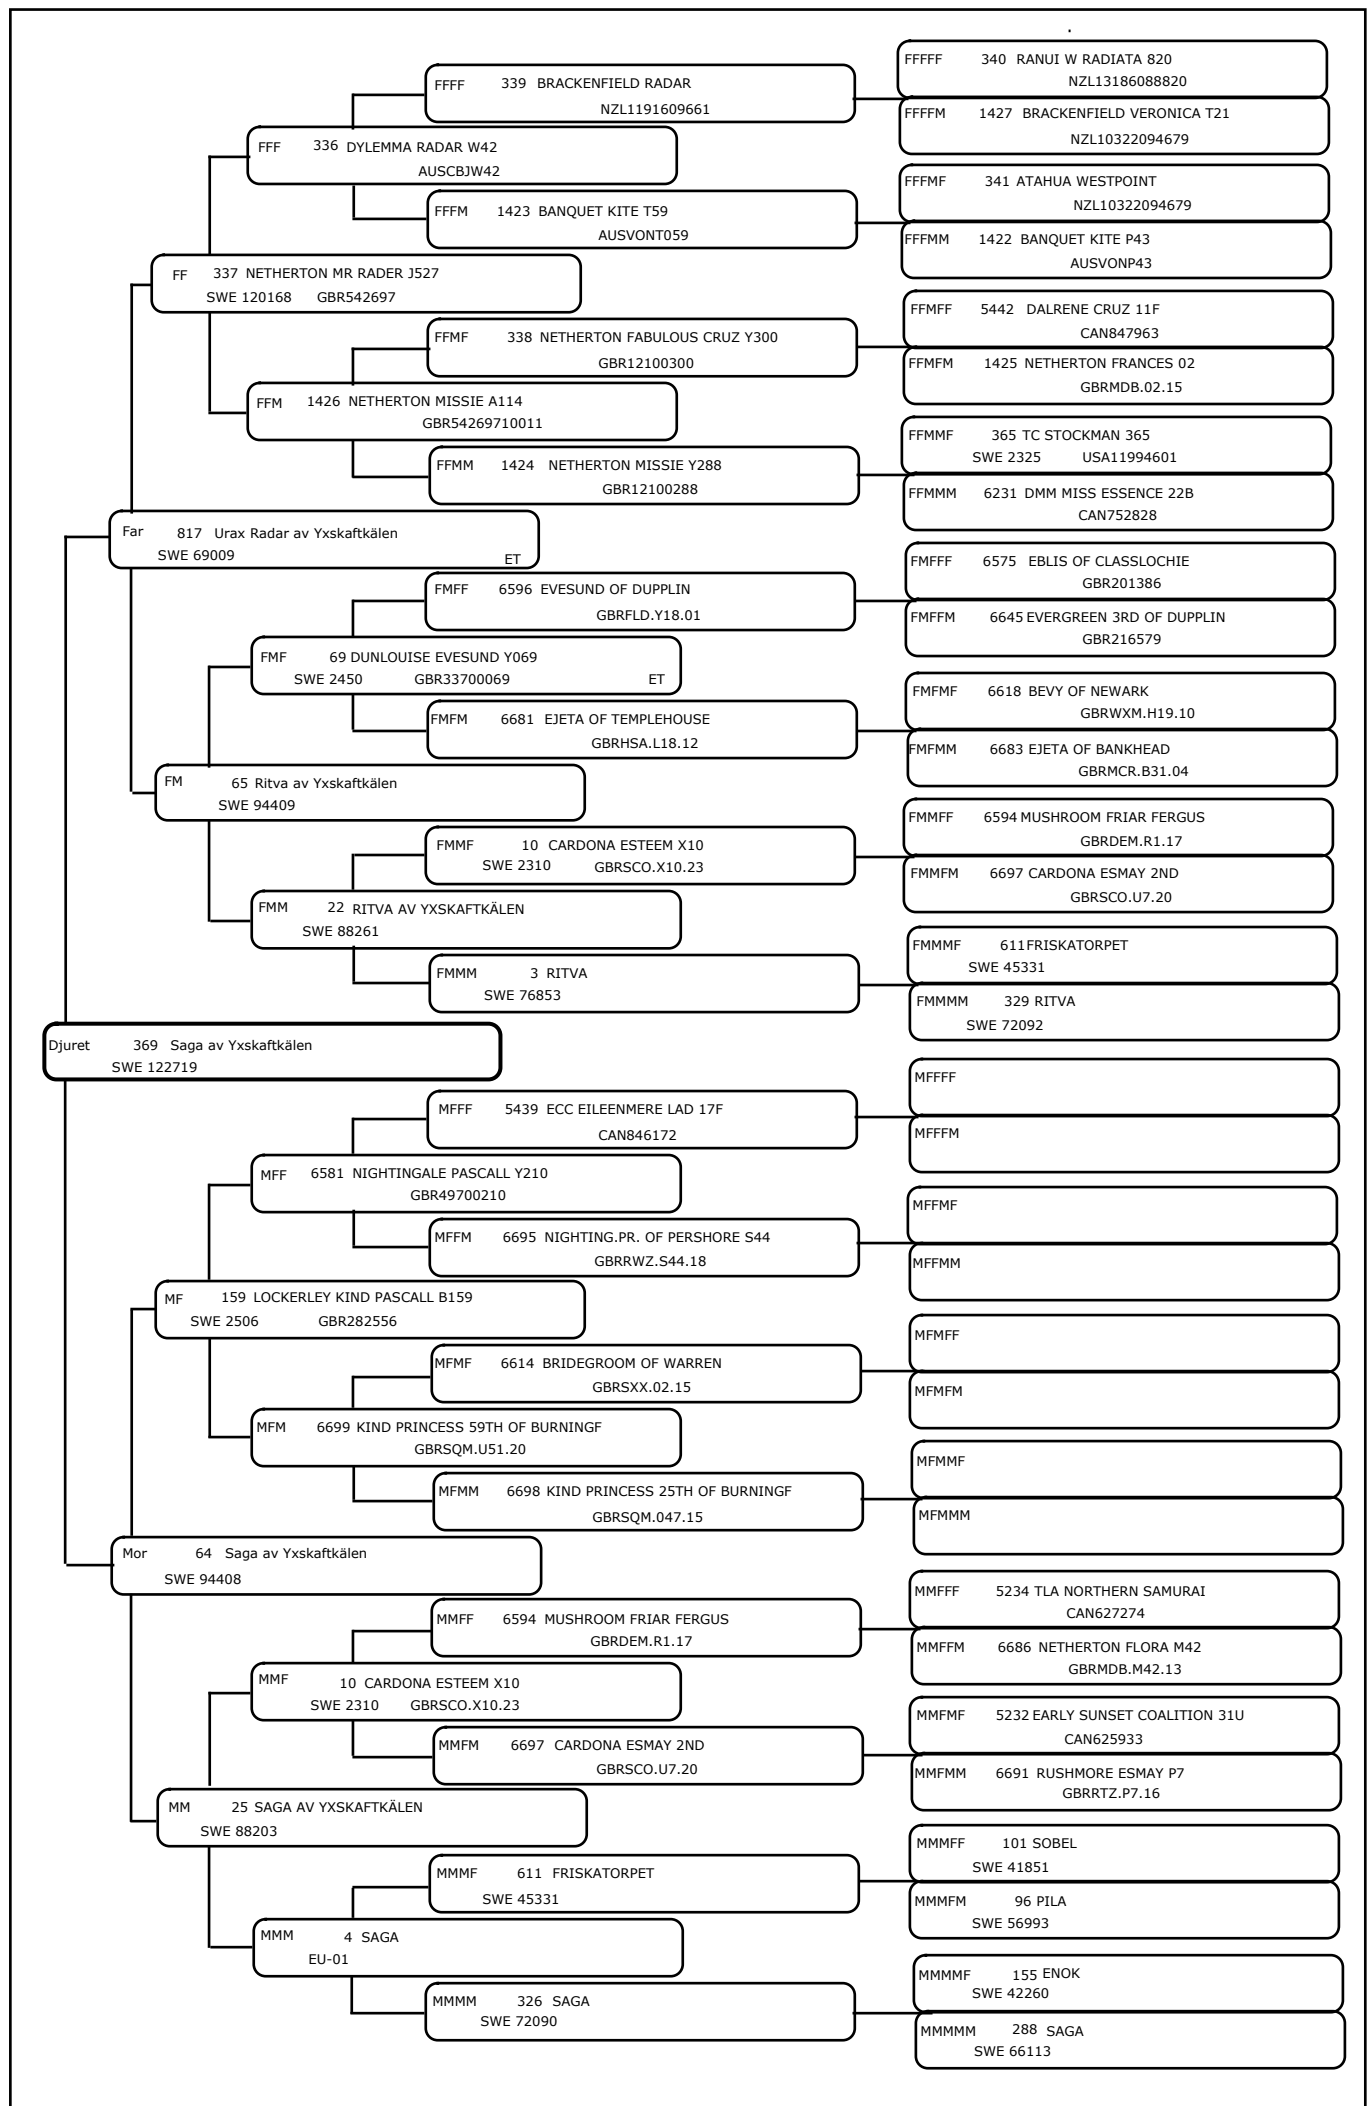 FFFFF 340 RANUI W RADIATA 820
NZL13186088820
FFFF 339 BRACKENFIELD RADAR
NZL1191609661
FFFFM 1427 BRACKENFIELD VERONICA T21
NZL10322094679
FFF 336 DYLEMMA RADAR W42
AUSCBJW42
FFFMF 341 ATAHUA WESTPOINT
NZL10322094679
FFFM 1423 BANQUET KITE T59
AUSVONT059
FFFMM 1422 BANQUET KITE P43
AUSVONP43
FF 337 NETHERTON MR RADER J527
SWE 120168 GBR542697
FFMFF 5442 DALRENE CRUZ 11F
CAN847963
FFMF 338 NETHERTON FABULOUS CRUZ Y300
GBR12100300
FFMFM 1425 NETHERTON FRANCES 02
GBRMDB.02.15
FFM 1426 NETHERTON MISSIE A114
GBR54269710011
FFMMF 365 TC STOCKMAN 365
SWE 2325 USA11994601
FFMM 1424 NETHERTON MISSIE Y288
GBR12100288
FFMMM 6231 DMM MISS ESSENCE 22B
CAN752828
Far 817 Urax Radar av Yxskaftkälen
SWE 69009 ET
FMFFF 6575 EBLIS OF CLASSLOCHIE
GBR201386
FMFF 6596 EVESUND OF DUPPLIN
GBRFLD.Y18.01
FMFFM 6645 EVERGREEN 3RD OF DUPPLIN
GBR216579
FMF 69 DUNLOUISE EVESUND Y069
SWE 2450 GBR33700069 ET
FMFMF 6618 BEVY OF NEWARK
GBRWXM.H19.10
FMFM 6681 EJETA OF TEMPLEHOUSE
GBRHSA.L18.12
FMFMM 6683 EJETA OF BANKHEAD
GBRMCR.B31.04
FM 65 Ritva av Yxskaftkälen
SWE 94409
FMMFF 6594 MUSHROOM FRIAR FERGUS
GBRDEM.R1.17
FMMF 10 CARDONA ESTEEM X10
SWE 2310 GBRSCO.X10.23
FMMFM 6697 CARDONA ESMAY 2ND
GBRSCO.U7.20
FMM 22 RITVA AV YXSKAFTKÄLEN
SWE 88261
FMMMF 611 FRISKATORPET
SWE 45331
FMMM 3 RITVA
SWE 76853
FMMMM 329 RITVA
SWE 72092
Djuret 369 Saga av Yxskaftkälen
SWE 122719
MFFFF
MFFF 5439 ECC EILEENMERE LAD 17F
CAN846172
MFFFM
MFF 6581 NIGHTINGALE PASCALL Y210
GBR49700210
MFFMF
MFFM 6695 NIGHTING.PR. OF PERSHORE S44
GBRRWZ.S44.18
MFFMM
MF 159 LOCKERLEY KIND PASCALL B159
SWE 2506 GBR282556
MFMFF
MFMF 6614 BRIDEGROOM OF WARREN
GBRSXX.02.15
MFMFM
MFM 6699 KIND PRINCESS 59TH OF BURNINGF
GBRSQM.U51.20
MFMMF
MFMM 6698 KIND PRINCESS 25TH OF BURNINGF
GBRSQM.047.15
MFMMM
Mor 64 Saga av Yxskaftkälen
SWE 94408
MMFFF 5234 TLA NORTHERN SAMURAI
CAN627274
MMFF 6594 MUSHROOM FRIAR FERGUS
GBRDEM.R1.17
MMFFM 6686 NETHERTON FLORA M42
GBRMDB.M42.13
MMF 10 CARDONA ESTEEM X10
SWE 2310 GBRSCO.X10.23
MMFMF 5232 EARLY SUNSET COALITION 31U
CAN625933
MMFM 6697 CARDONA ESMAY 2ND
GBRSCO.U7.20
MMFMM 6691 RUSHMORE ESMAY P7
GBRRTZ.P7.16
MM 25 SAGA AV YXSKAFTKÄLEN
SWE 88203
MMMFF 101 SOBEL
SWE 41851
MMMF 611 FRISKATORPET
SWE 45331
MMMFM 96 PILA
SWE 56993
MMM 4 SAGA
EU-01
MMMMF 155 ENOK
SWE 42260
MMMM 326 SAGA
SWE 72090
MMMMM 288 SAGA
SWE 66113